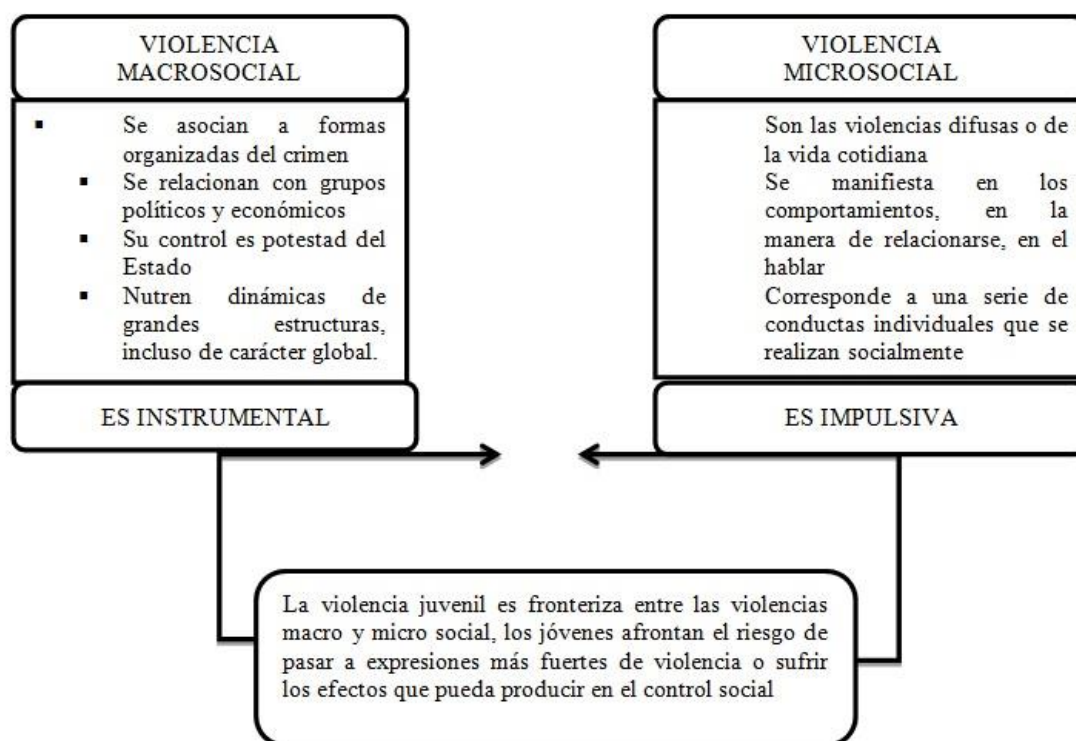 VIOLENCIA
MACROSOCIAL
▪ Se asocian a formas
organizadas del crimen
▪ Se relacionan con grupos
políticos y económicos
▪ Su control es potestad del
Estado
▪ Nutren dinámicas de
grandes estructuras,
incluso de carácter global.
ES INSTRUMENTAL
VIOLENCIA
MICROSOCIAL
Son las violencias difusas o de
la vida cotidiana
Se manifiesta en los
comportamientos, en la
manera de relacionarse, en el
hablar
Corresponde a una serie de
conductas individuales que se
realizan socialmente
ES IMPULSIVA
La violencia juvenil es fronteriza entre las violencias
macro y micro social, los jóvenes afrontan el riesgo de
pasar a expresiones más fuertes de violencia o sufrir
los efectos que pueda producir en el control social